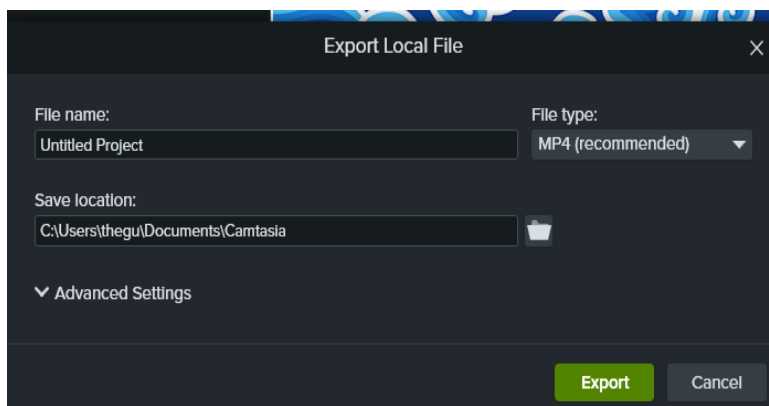 Export Local File
File name:
File type:
Untitled Project
MP4 (recommended)
Save location:
C:\Users\thegu\Documents\Camtasia
Advanced Settings
Export
Cancel